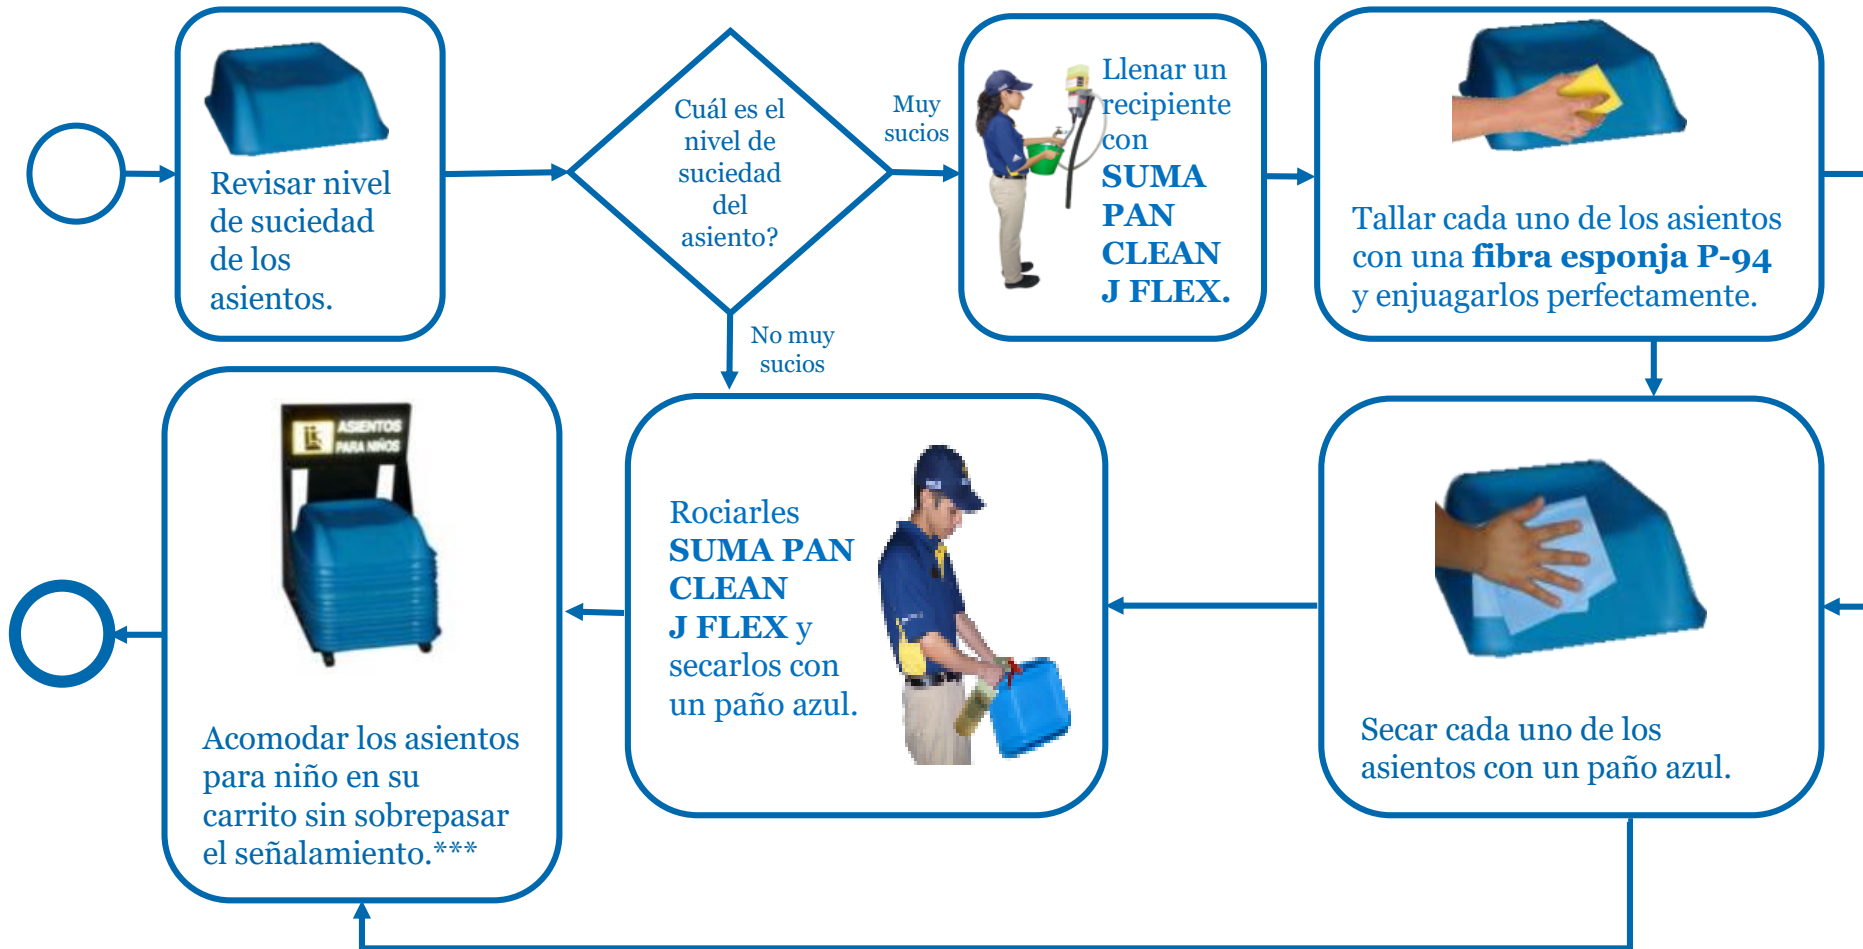 Revisar nivel
de suciedad
de los
asientos.
Cuál es el
nivel de
suciedad
del
asiento?
Muy
sucios
No muy
sucios
Llenar un
recipiente
con
SUMA
PAN
CLEAN
J FLEX.
Tallar cada uno de los asientos
con una fibra esponja P-94
y enjuagarlos perfectamente.
ASIENTOS
PARA NIÑOS
Acomodar los asientos
para niño en su
carrito sin sobrepasar
el señalamiento.***
Rociarles
SUMA PAN
CLEAN
J FLEX y
secarlos con
un paño azul.
Secar cada uno de los
asientos con un paño azul.